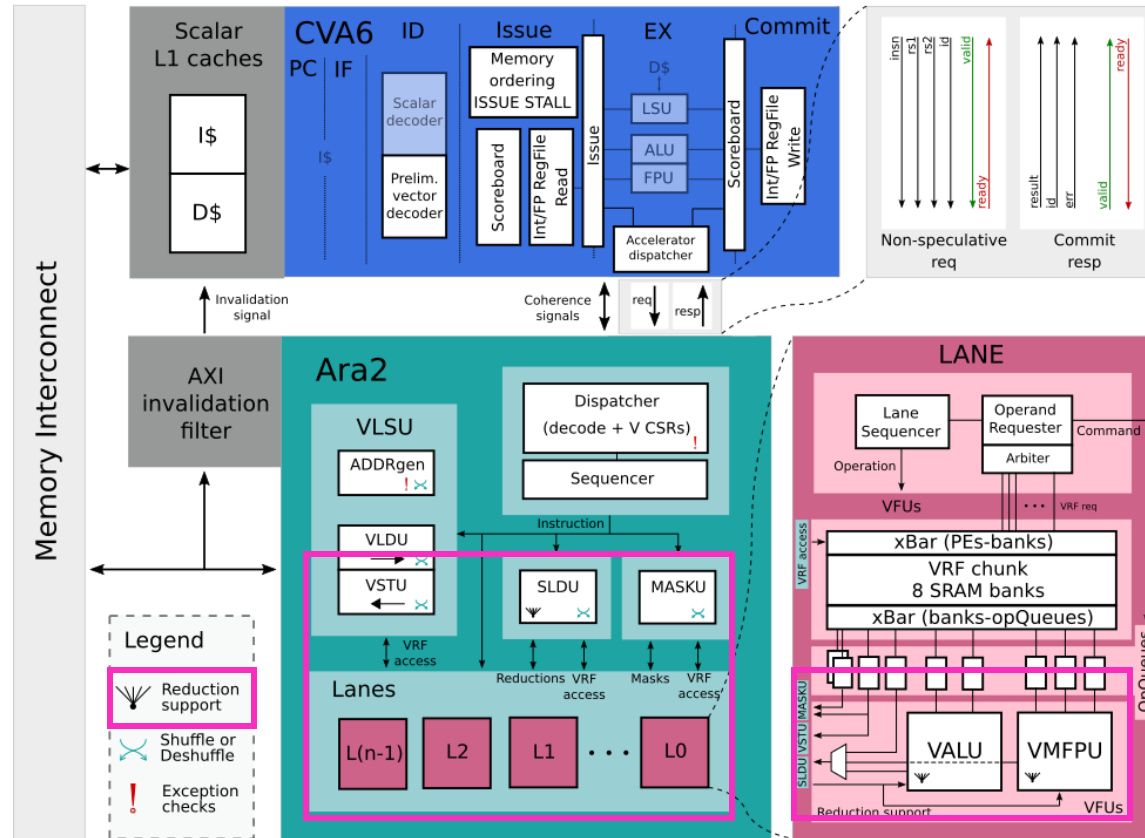 Memory Interconnect
Scalar
L1 caches
I$
D$
CVA6
PC
IF
I$
ID
Scalar
decoder
Prelim.
vector
decoder
Issue
Memory
ordering
ISSUE STALL
Scoreboard
Int/FP RegFile
Read
Issue
EX
D$
LSU
ALU
FPU
Accelerator
dispatcher
Scoreboard
Commit
Int/FP RegFile
Write
insn
rs1
rs2
id
valid
ready
Non-speculative
req
result
id
err
valid
ready
Commit
resp
Invalidation
signal
Coherence
signals
req
resp
AXI
invalidation
filter
Ara2
VLSU
ADDRgen
!
VLDU
VSTU
Dispatcher
(decode + V CSRs)
!
Sequencer
Instruction
SLDU
MASKU
VRF
access
Reductions
VRF
access
Masks
VRF
access
Lanes
L(n-1)
L2
L1
• • •
L0
LANE
Lane
Sequencer
Operand
Requester
Arbiter
Command
Operation
VFUs
• • •
VRF req
VRF access
xBar (PEs-banks)
VRF chunk
8 SRAM banks
xBar (banks-opQueues)
OpQueues
MASKU
VSTU
SLDU
VALU
VMFPU
Reduction support
VFUs
Legend
Reduction
support
Shuffle or
Deshuffle
!
Exception
checks